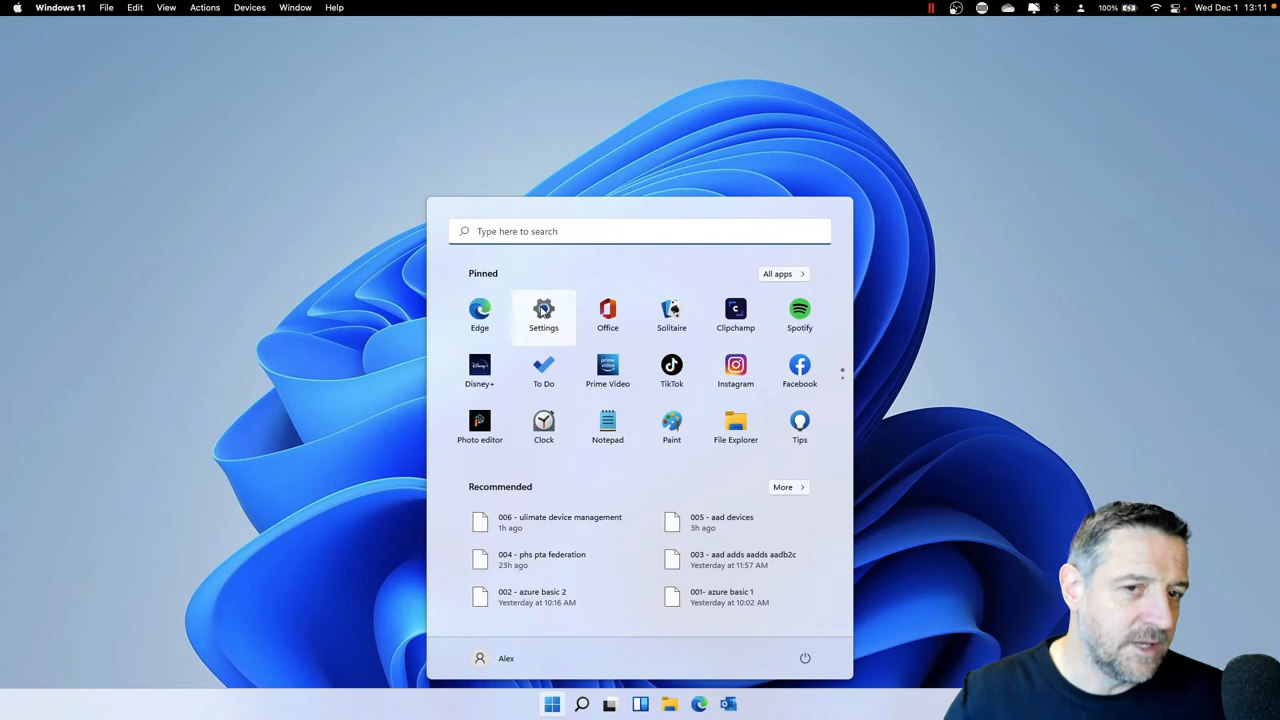 Windows 11 File Edit View Actions Devices Window Help 100% Wed Dec 1 13:11
Type here to search
Pinned All apps
Edge Settings Office Solitaire Clipchamp Spotify
Disney+ To Do Prime Video TikTok Instagram Facebook
Photo editor Clock Notepad Paint File Explorer Tips
Recommended More
006 - ulimate device management
1h ago
005 - aad devices
3h ago
004 - phs pta federation
23h ago
003 - aad adds aadds aadb2c
Yesterday at 11:57 AM
002 - azure basic 2
Yesterday at 10:16 AM
001- azure basic 1
Yesterday at 10:02 AM
Alex